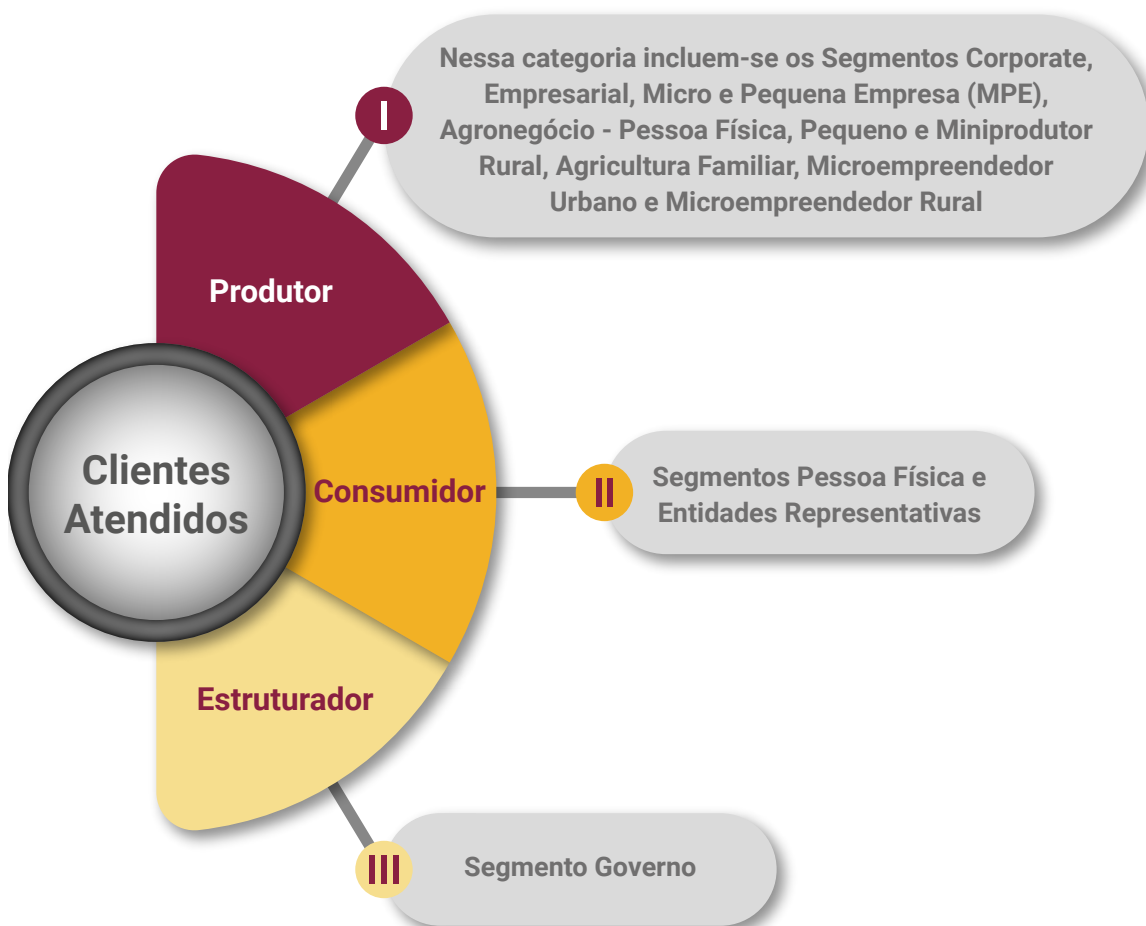 I
Nessa categoria incluem-se os Segmentos Corporate,
Empresarial, Micro e Pequena Empresa (MPE),
Agronegócio - Pessoa Física, Pequeno e Miniprodutor
Rural, Agricultura Familiar, Microempreendedor
Urbano e Microempreendedor Rural
Produtor
Clientes
Atendidos
Consumidor
II
Segmentos Pessoa Física e
Entidades Representativas
Estruturador
III
Segmento Governo